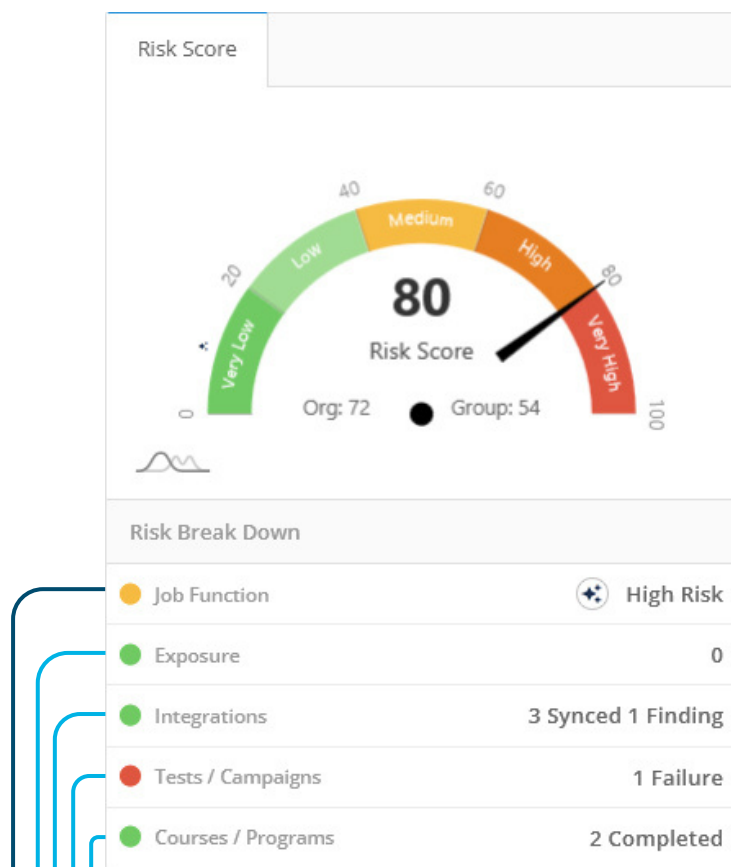 Risk Score
0
20
40
60
80
100
Very Low
Low
Medium
High
Very High
80
Risk Score
Org: 72 Group: 54
Risk Break Down
Job Function High Risk
Exposure 0
Integrations 3 Synced 1 Finding
Tests / Campaigns 1 Failure
Courses / Programs 2 Completed